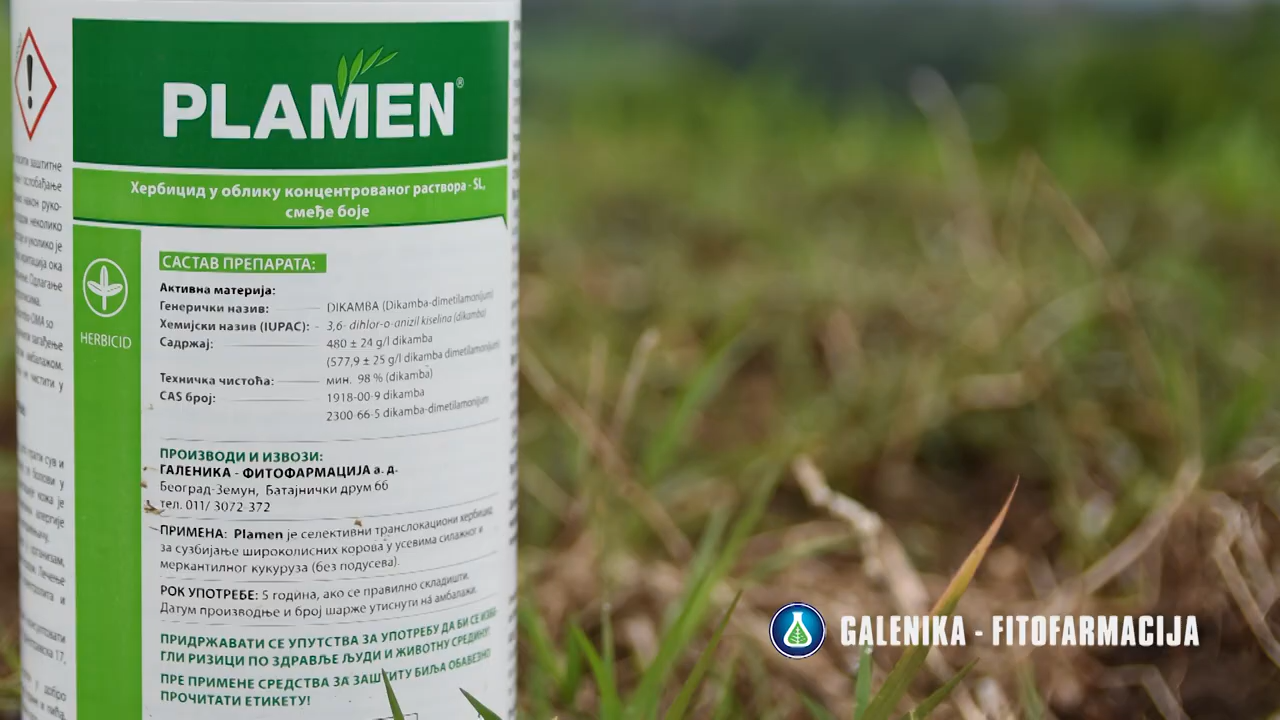 PLAMEN®
Хербицид у облику концентрованог раствора - SL,
смеђе боје
HERBICID
САСТАВ ПРЕПАРАТА:
Активна материја:
Генерички назив: DIKAMBA (Dikamba-dimetilamonijum)
Хемијски назив (IUPAC): - 3,6- dihlor-o-anizil kiselina (dikamba)
Садржај: 480 ± 24 g/l dikamba
(577,9 ± 25 g/l dikamba dimetilamonijum)
Техничка чистоћа: мин. 98 % (dikamba)
CAS број: 1918-00-9 dikamba
2300-66-5 dikamba-dimetilamonijum
ПРОИЗВОДИ И ИЗВОЗИ:
ГАЛЕНИКА - ФИТОФАРМАЦИЈА а. д.
Београд-Земун, Батајнички друм бб
тел. 011/ 3072-372
ПРИМЕНА: Plamen је селективни транслокациони хербицид
за сузбијање широколисних корова у усевима силажног и
меркантилног кукуруза (без подусева).
РОК УПОТРЕБЕ: 5 година, ако се правилно складишти.
Датум производње и број шарже утиснути на амбалажи.
ПРИДРЖАВАТИ СЕ УПУТСТВА ЗА УПОТРЕБУ ДА БИ СЕ ИЗБЕ-
ГЛИ РИЗИЦИ ПО ЗДРАВЉЕ ЉУДИ И ЖИВОТНУ СРЕДИНУ!
ПРЕ ПРИМЕНЕ СРЕДСТВА ЗА ЗАШТИТУ БИЉА ОБАВЕЗНО
ПРОЧИТАТИ ЕТИКЕТУ!
GALENIKA - FITOFARMACIJA